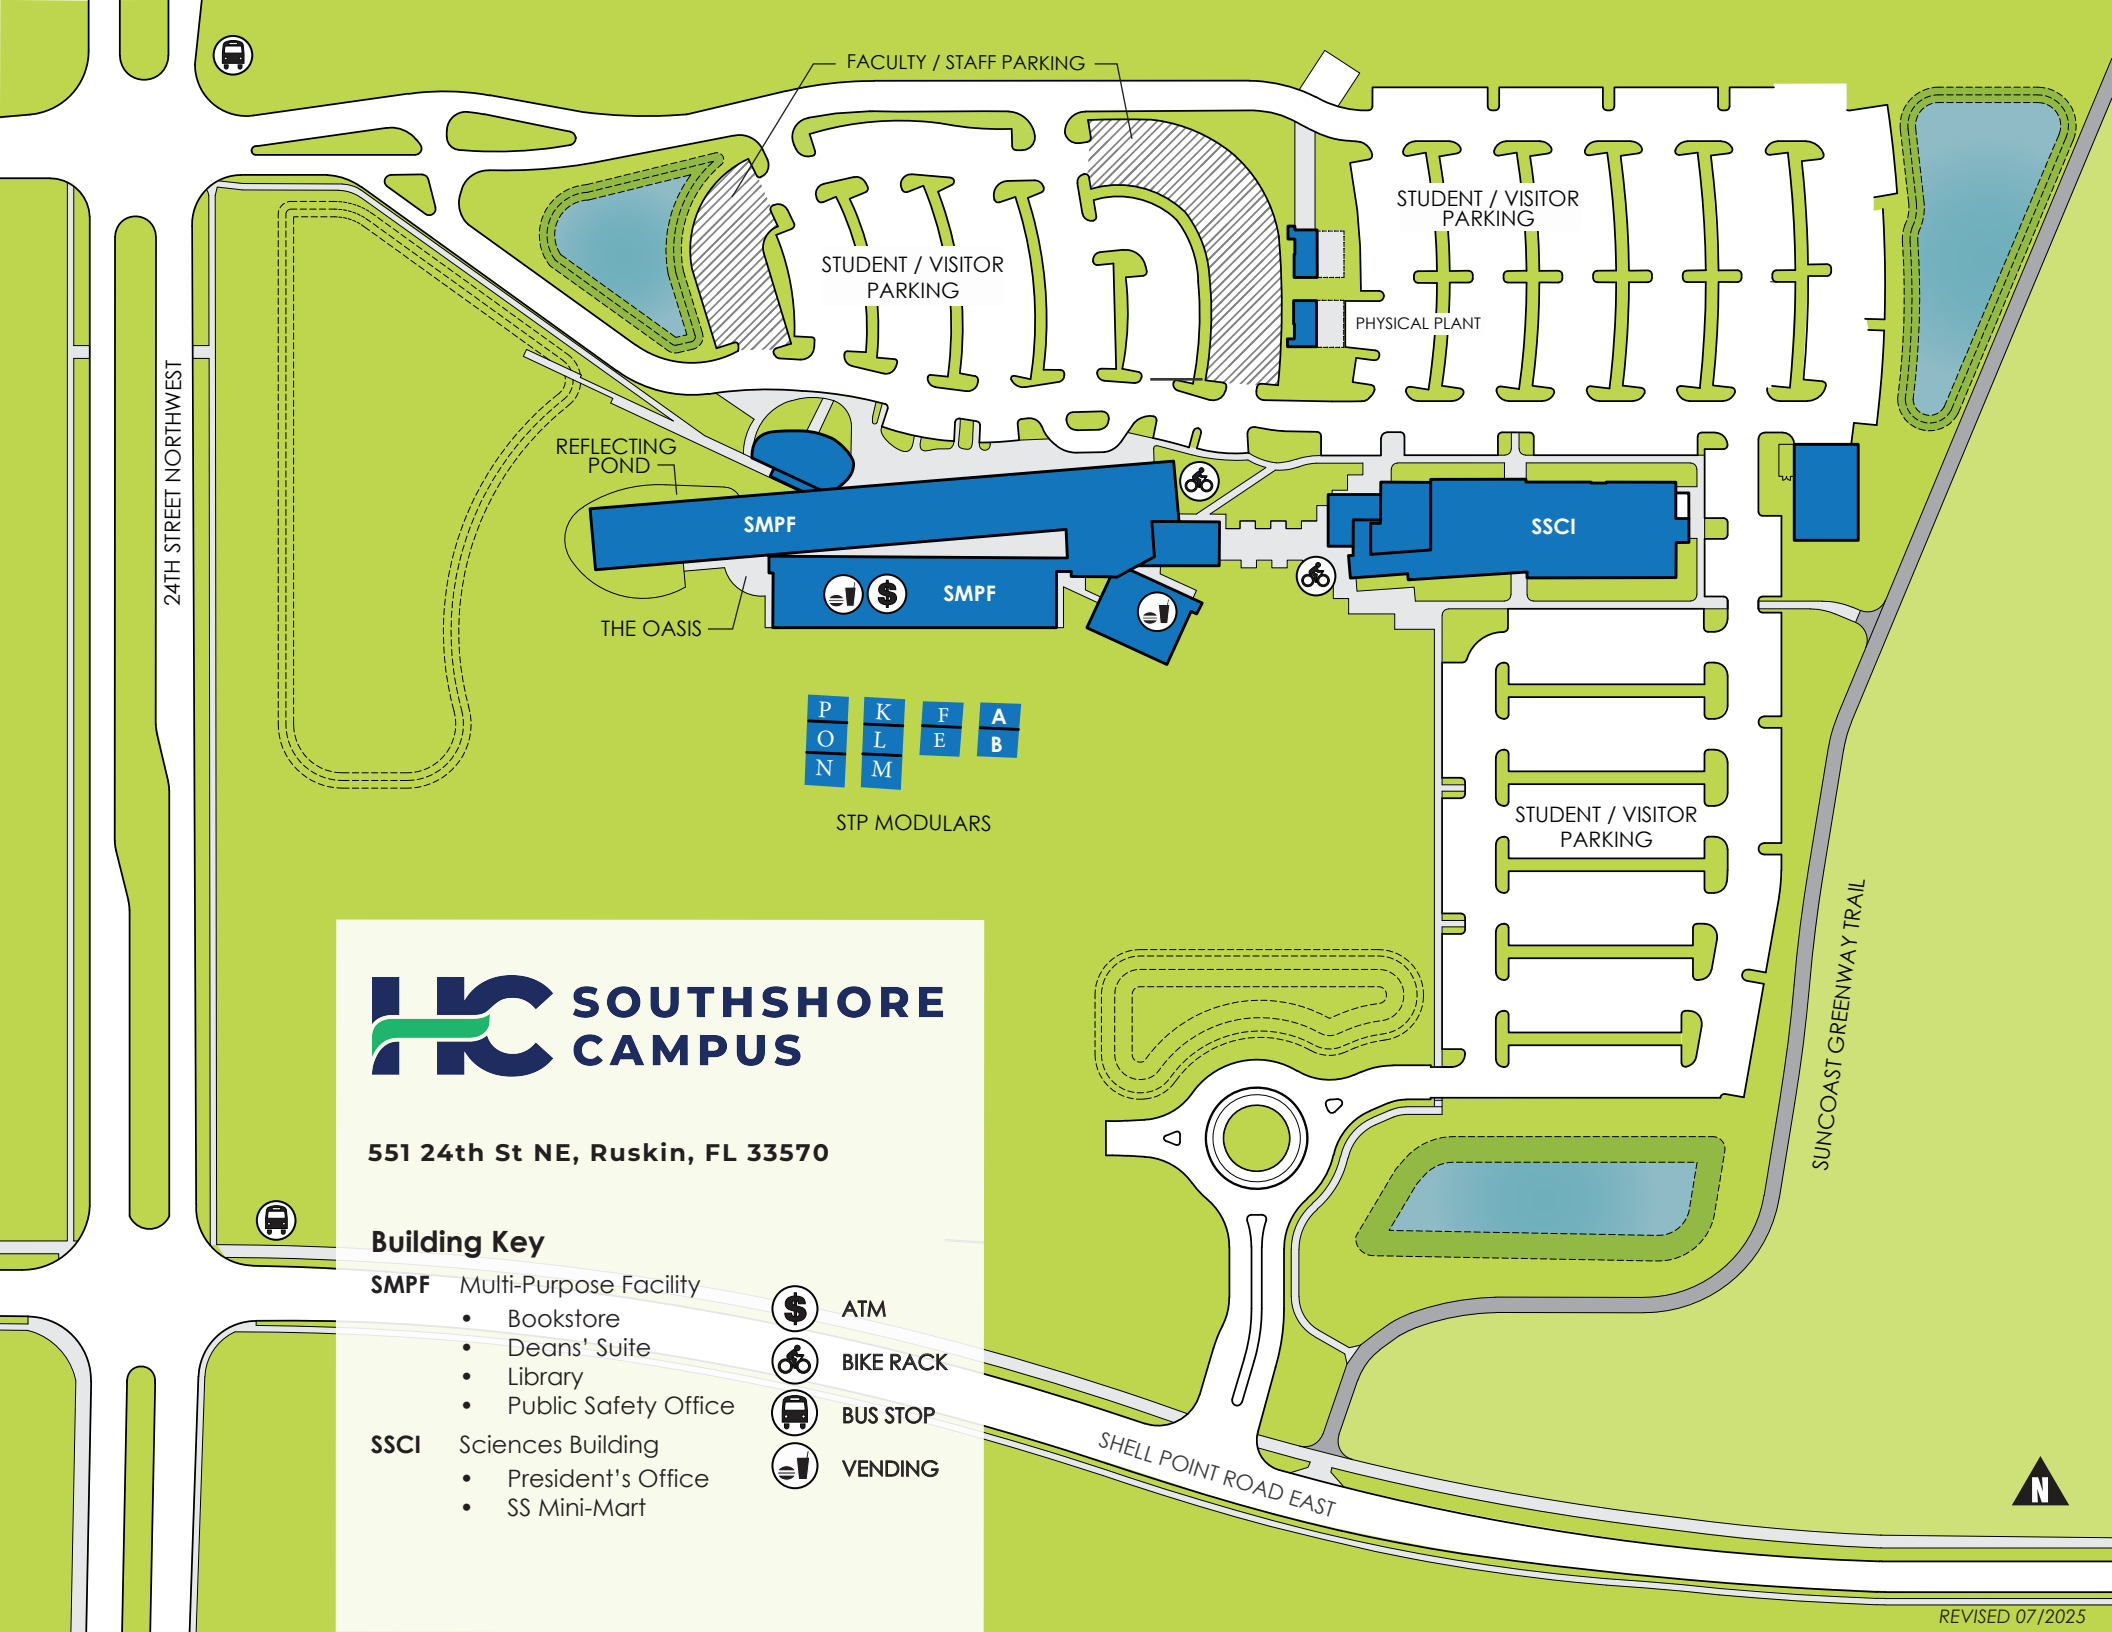 FACULTY / STAFF PARKING
STUDENT / VISITOR
PARKING
STUDENT / VISITOR
PARKING
PHYSICAL PLANT
24TH STREET NORTHWEST
REFLECTING
POND
SMPF
SSCI
SMPF
THE OASIS
P K F A
O L E B
N M
STP MODULARS
STUDENT / VISITOR
PARKING
SUNCOAST GREENWAY TRAIL
HC SOUTHSHORE
CAMPUS
551 24th St NE, Ruskin, FL 33570
Building Key
SMPF Multi-Purpose Facility
• Bookstore
• Deans' Suite
• Library
• Public Safety Office
SSCI Sciences Building
• President's Office
• SS Mini-Mart
$ ATM
BIKE RACK
BUS STOP
VENDING
SHELL POINT ROAD EAST
N
REVISED 07/2025